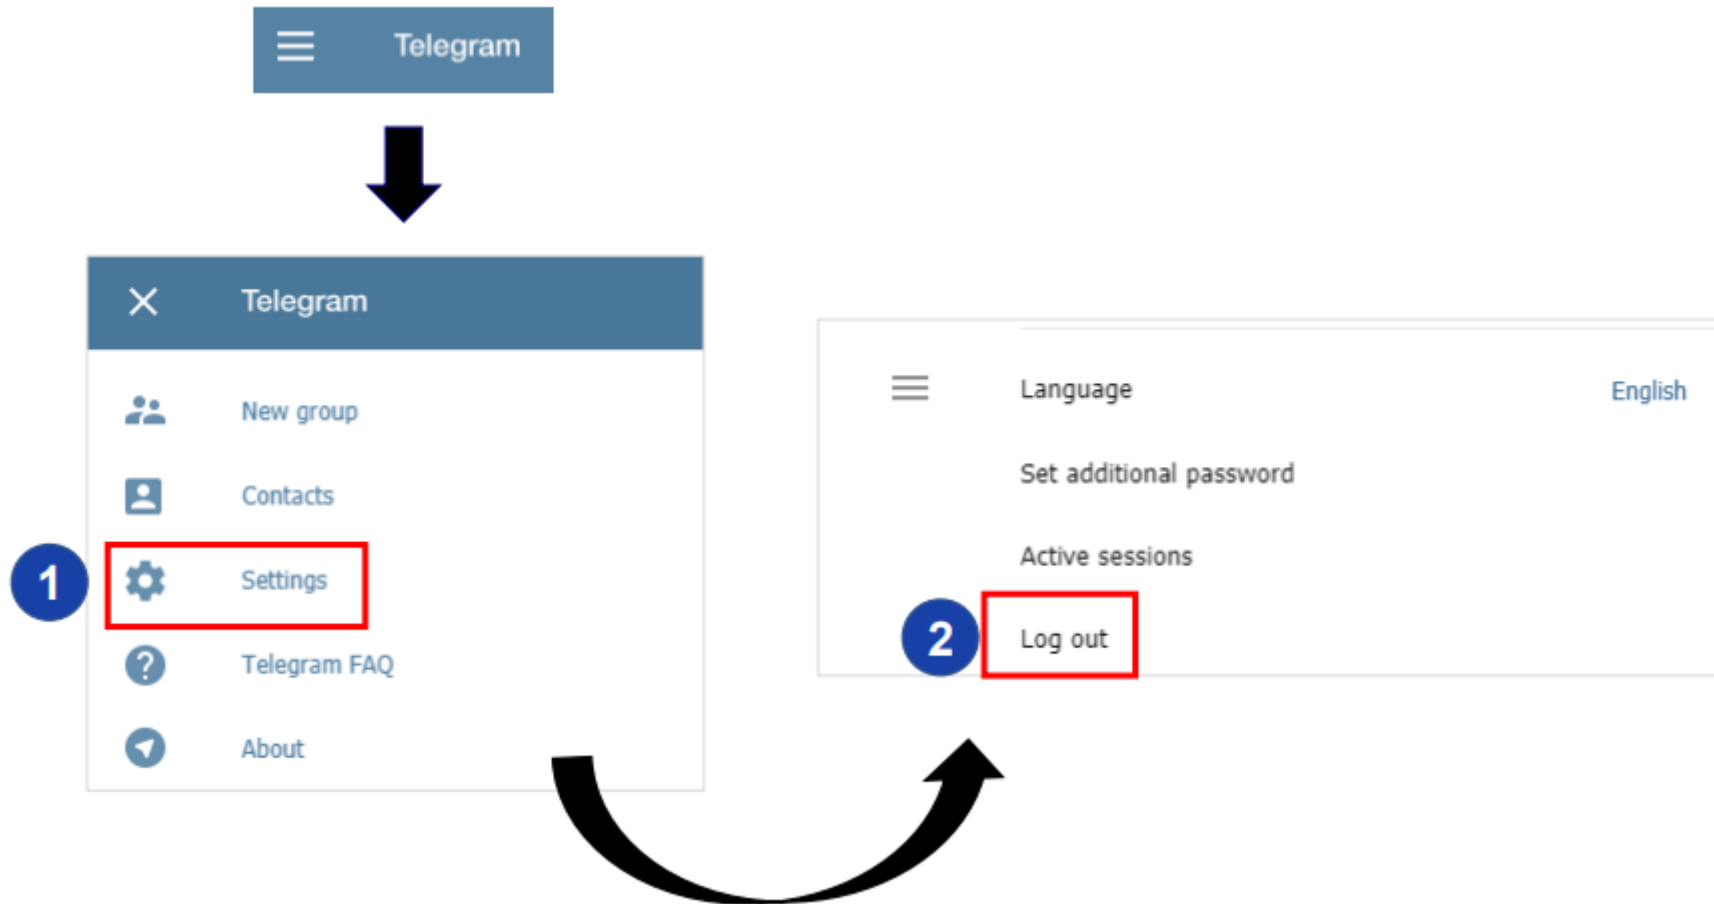 Telegram
Telegram
New group
Contacts
1
Settings
Telegram FAQ
About
Language
English
Set additional password
Active sessions
2
Log out